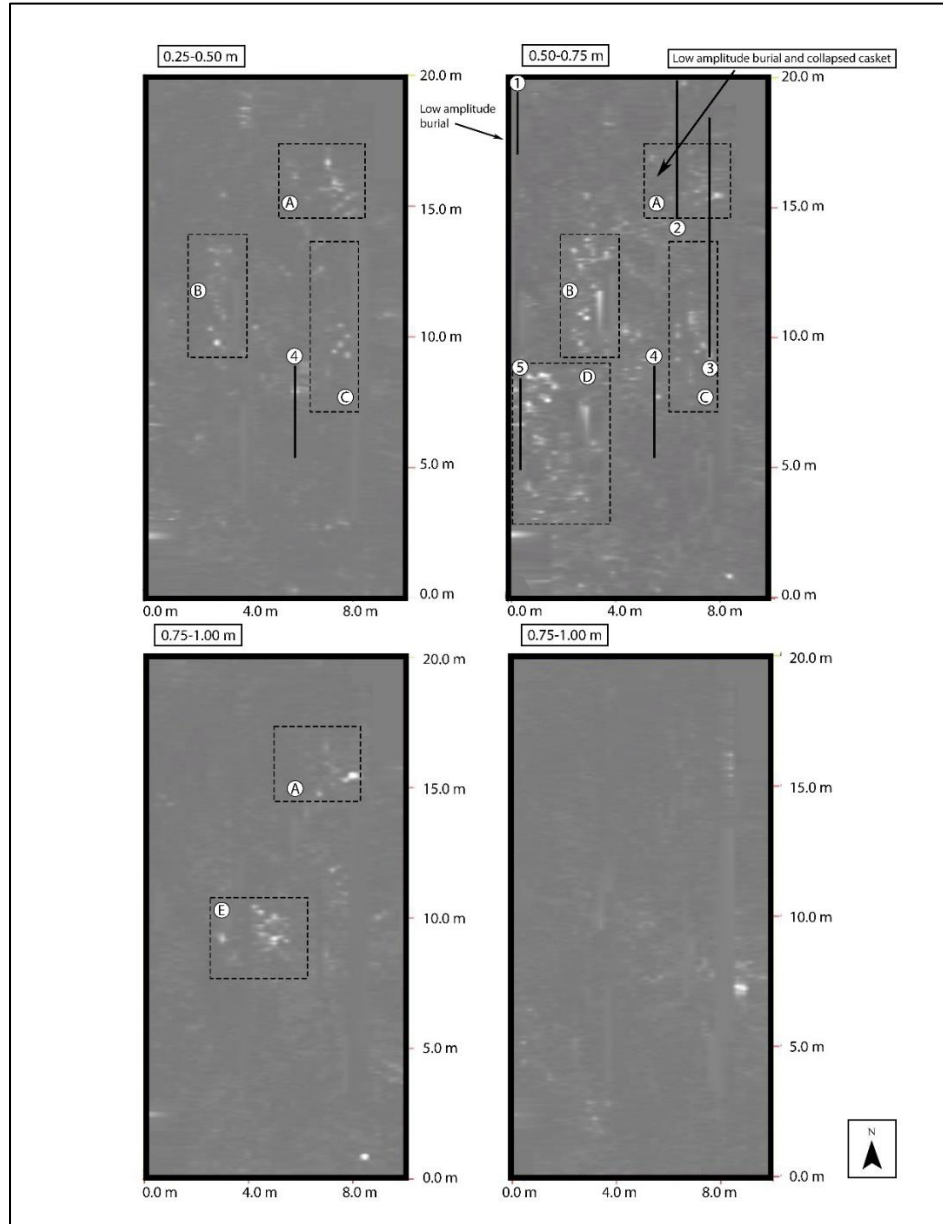 0.25-0.50 m
20.0 m
A
15.0 m
B
10.0 m
4
C
5.0 m
0.0 m
0.0 m 4.0 m 8.0 m
0.50-0.75 m
Low amplitude burial and collapsed casket
1
20.0 m
Low amplitude
burial
A
15.0 m
2
B
10.0 m
4
5
D
3
C
5.0 m
0.0 m
0.0 m 4.0 m 8.0 m
0.75-1.00 m
20.0 m
A
15.0 m
E
10.0 m
5.0 m
0.0 m
0.0 m 4.0 m 8.0 m
0.75-1.00 m
20.0 m
15.0 m
10.0 m
5.0 m
0.0 m
0.0 m 4.0 m 8.0 m
N